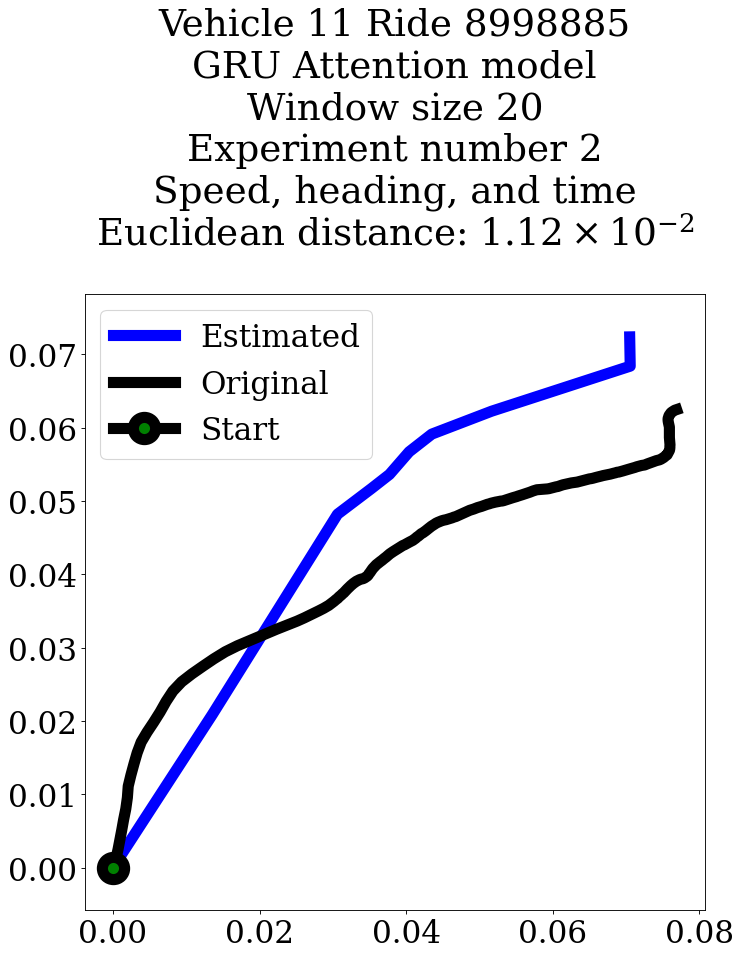 Vehicle 11 Ride 8998885
GRU Attention model
Window size 20
Experiment number 2
Speed, heading, and time
Euclidean distance: 1.12 × 10⁻²
Estimated
Original
Start
0.07
0.06
0.05
0.04
0.03
0.02
0.01
0.00
0.00 0.02 0.04 0.06 0.08